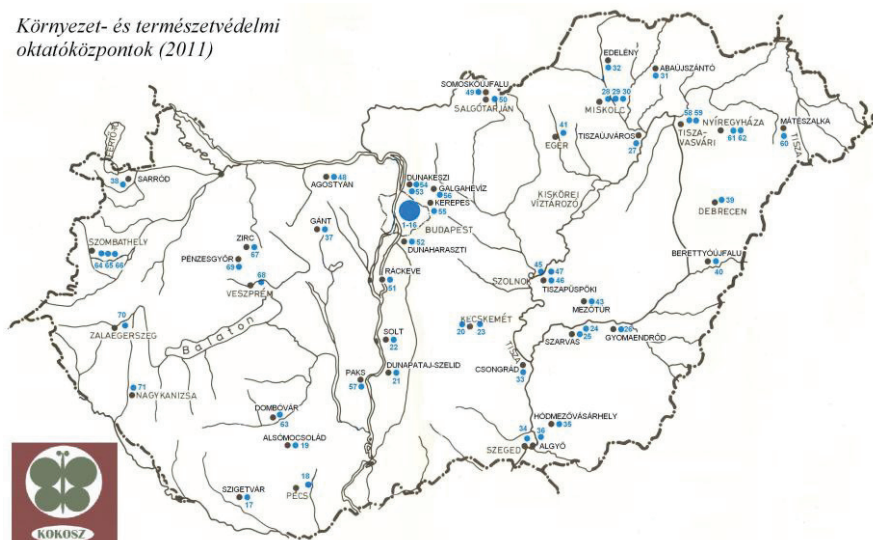 Környezet- és természetvédelmi
oktatóközpontok (2011)
EDELÉNY
32
ABAÚJSZÁNTÓ
31
SOMOSKŐÚJFALU
49
50
SALGÓTARJÁN
28 29 30
MISKOLC
58 59
TISZA-
VASVÁRI
NYÍREGYHÁZA
61 62
MÁTÉSZALKA
60
TISZA
41
EGER
TISZAÚJVÁROS
27
FERTŐ
38
SARRÓD
48
AGOSTYÁN
DUNAKESZI
54
53
GALGAHÉVÍZ
56
KEREPES
55
1-16
BUDAPEST
52
DUNAHARASZTI
KISKÖREI
VÍZTÁROZÓ
39
DEBRECEN
SZOMBATHELY
64 65 66
ZIRC
67
PÉNZESGYŐR
69
GÁNT
37
68
VESZPRÉM
RÁCKEVE
51
45
47
46
SZOLNOK
TISZAPÜSPÖKI
BERETTYÓÚJFALU
40
43
MEZŐTÚR
70
ZALAEGERSZEG
Balaton
SOLT
22
KECSKEMÉT
20
23
TISZA
24
25
SZARVAS
26
GYOMAENDRŐD
71
NAGYKANIZSA
PAKS
57
DUNAPATAJ-SZELID
21
CSONGRÁD
33
DOMBÓVÁR
63
ALSÓMOCSOLÁD
19
HÓDMEZŐVÁSÁRHELY
35
34
36
SZEGED
ALGYŐ
SZIGETVÁR
17
18
PÉCS
KOKOSZ